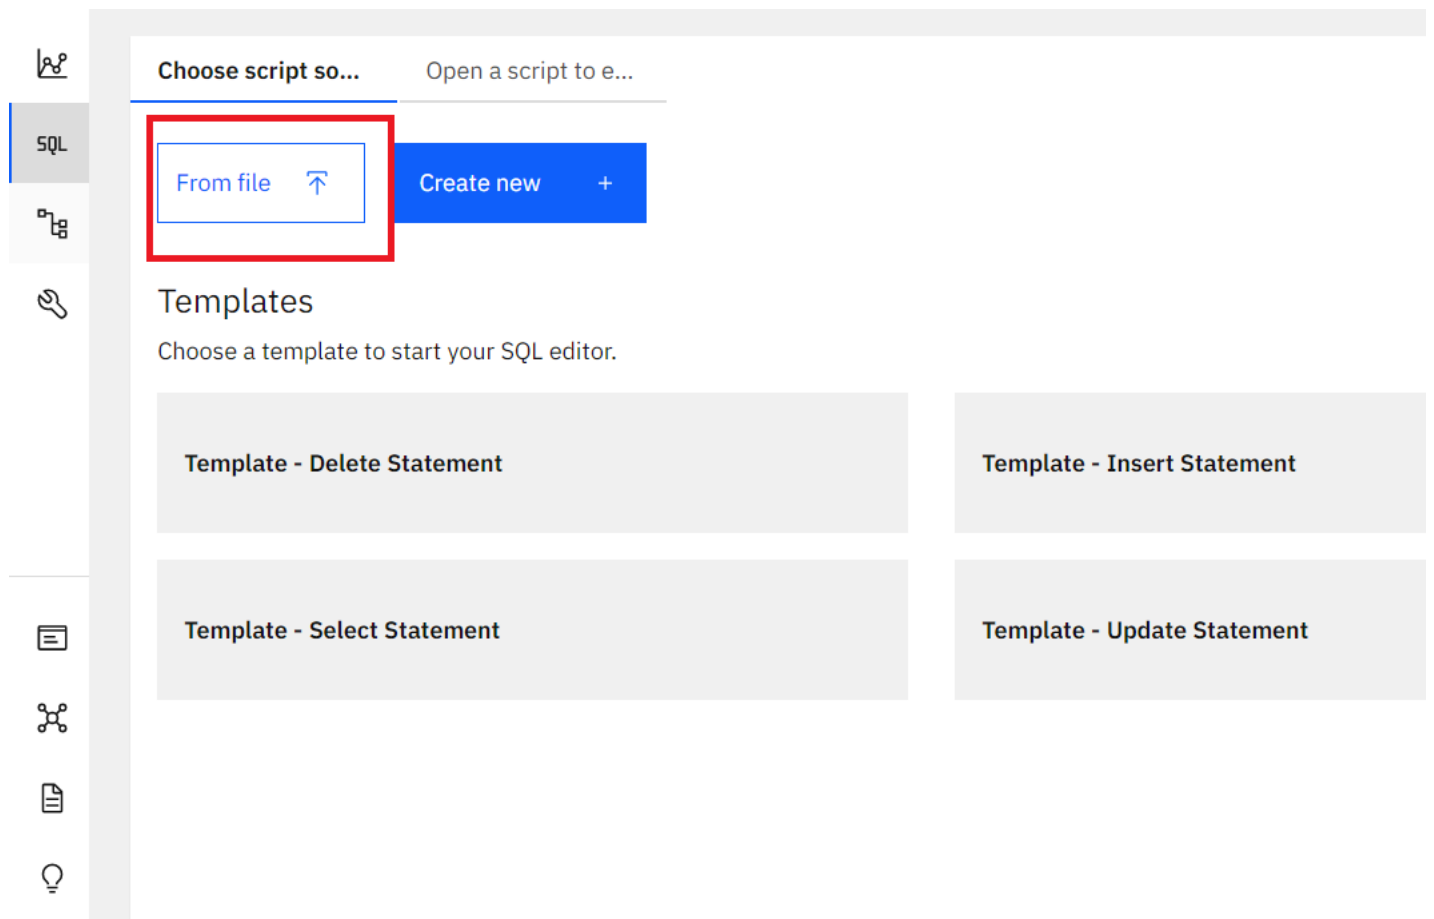 Choose script so...
Open a script to e...
SQL
From file
Create new +
Templates
Choose a template to start your SQL editor.
Template - Delete Statement
Template - Insert Statement
Template - Select Statement
Template - Update Statement